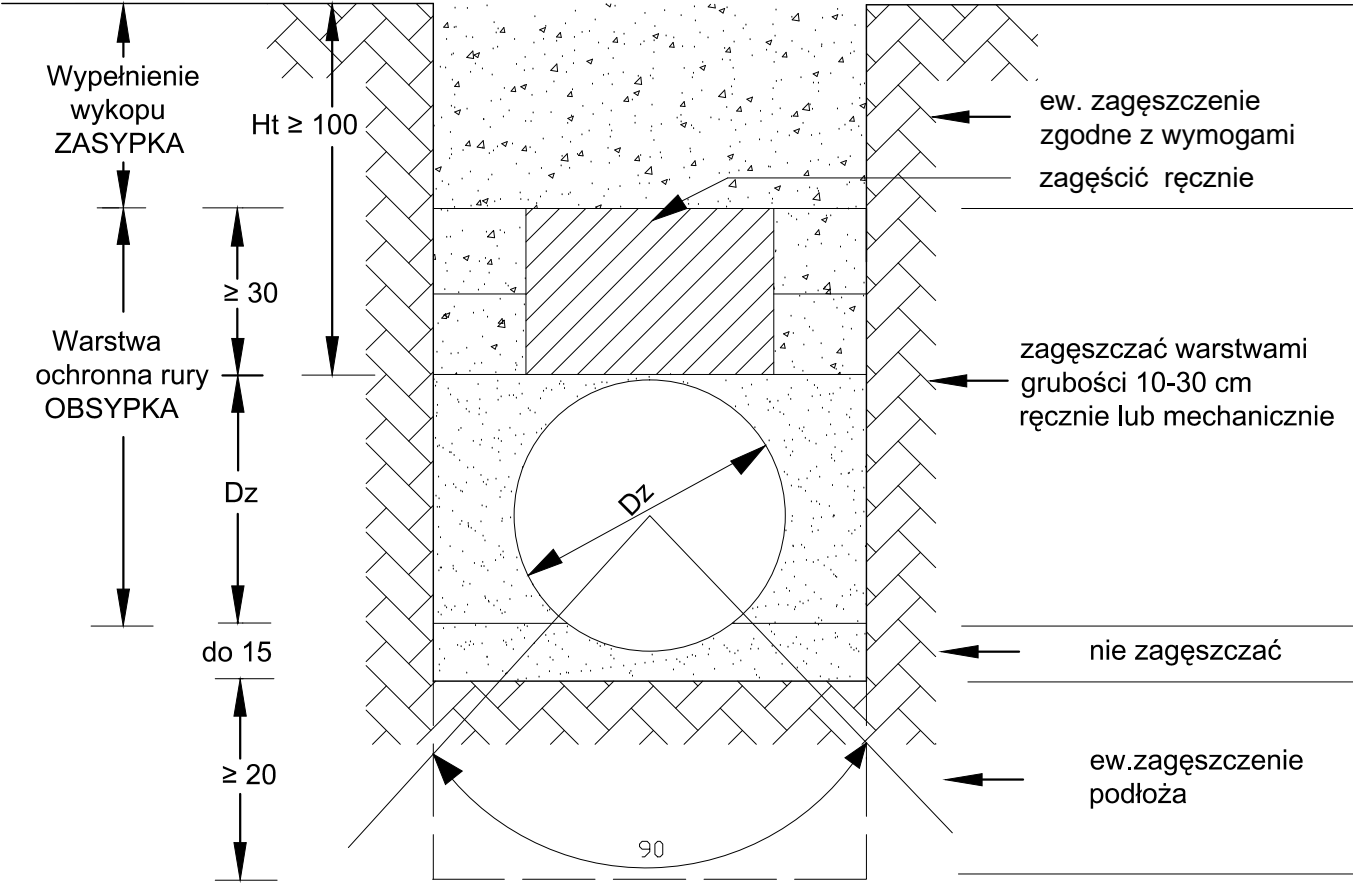 Wypełnienie
wykopu
ZASYPKA
Ht ≥ 100
ew. zagęszczenie
zgodne z wymogami
zagęścić ręcznie
≥ 30
Warstwa
ochronna rury
OBSYPKA
zagęszczać warstwami
grubości 10-30 cm
ręcznie lub mechanicznie
Dz
Dz
do 15
nie zagęszczać
≥ 20
ew.zagęszczenie
podłoża
90